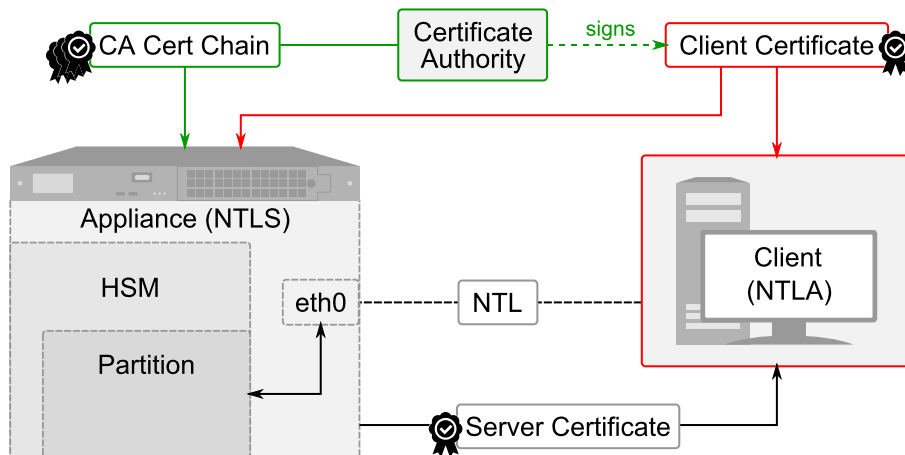 CA Cert Chain
Certificate
Authority
signs
Client Certificate
Appliance (NTLS)
HSM
Partition
eth0
NTL
Client
(NTLA)
Server Certificate